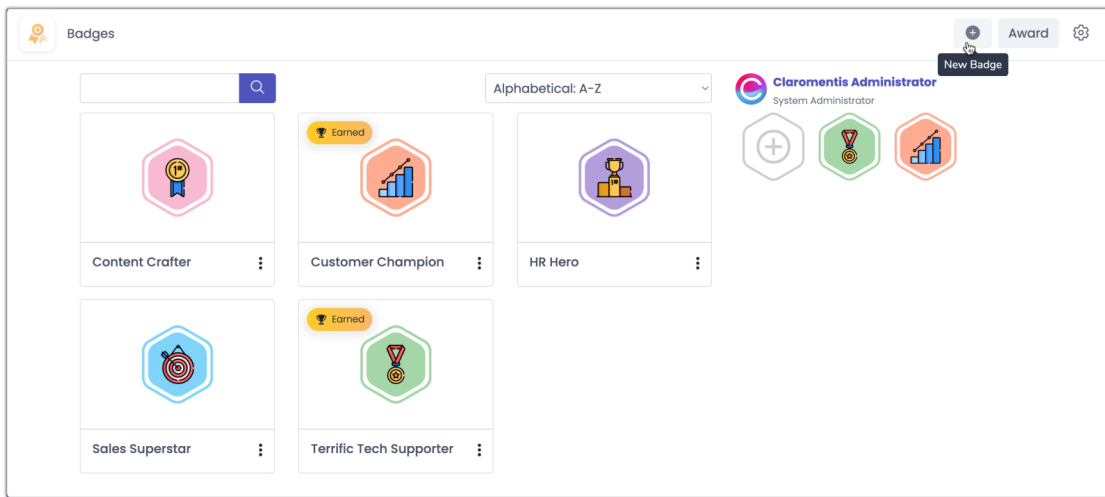 Badges
Award
New Badge
Alphabetical: A-Z
Claromentis Administrator
System Administrator
Earned
Content Crafter
Customer Champion
HR Hero
Earned
Sales Superstar
Terrific Tech Supporter